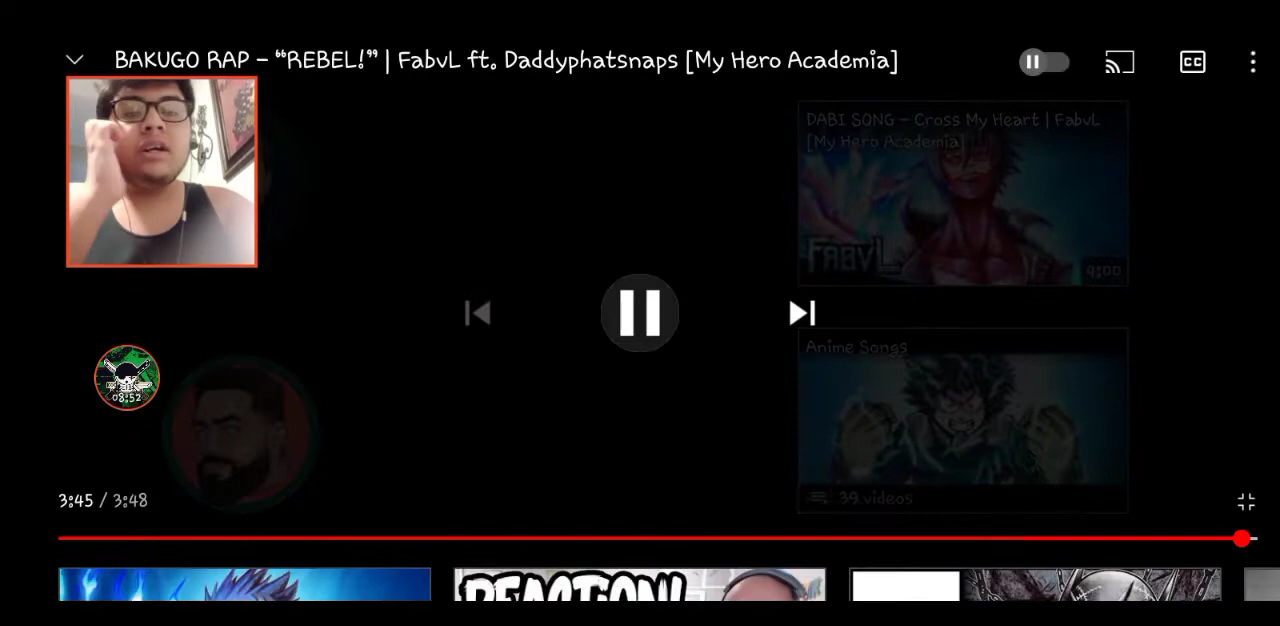 BAKUGO RAP - "REBEL!" | FabvL ft. Daddyphatsnaps [My Hero Academia]
CC
DABI SONG - Cross My Heart | FabvL
[My Hero Academia]
FABVL
4:00
08:52
Anime Songs
39 videos
3:45 / 3:48
REACTION!